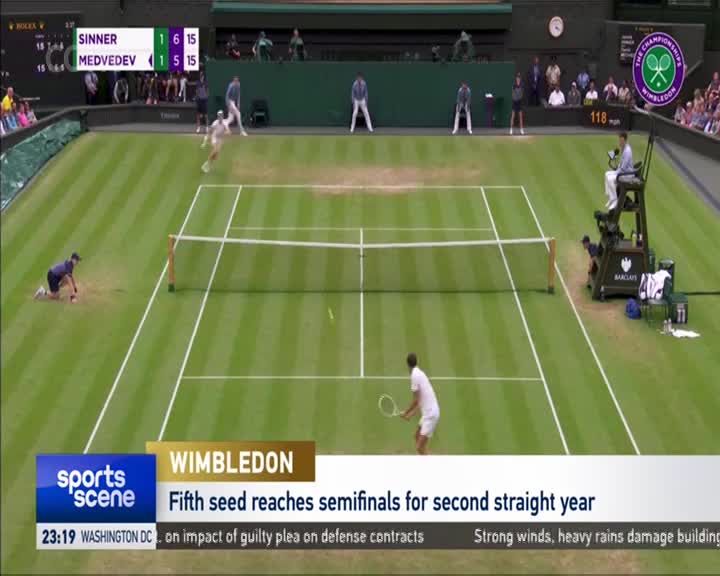 ROLEX
SINNER 1 6 15
MEDVEDEV 1 5 15
THE CHAMPIONSHIPS
WIMBLEDON
118 mph
BARCLAYS
WIMBLEDON
sports
scene
Fifth seed reaches semifinals for second straight year
23:19 WASHINGTON DC
. on impact of guilty plea on defense contracts Strong winds, heavy rains damage building